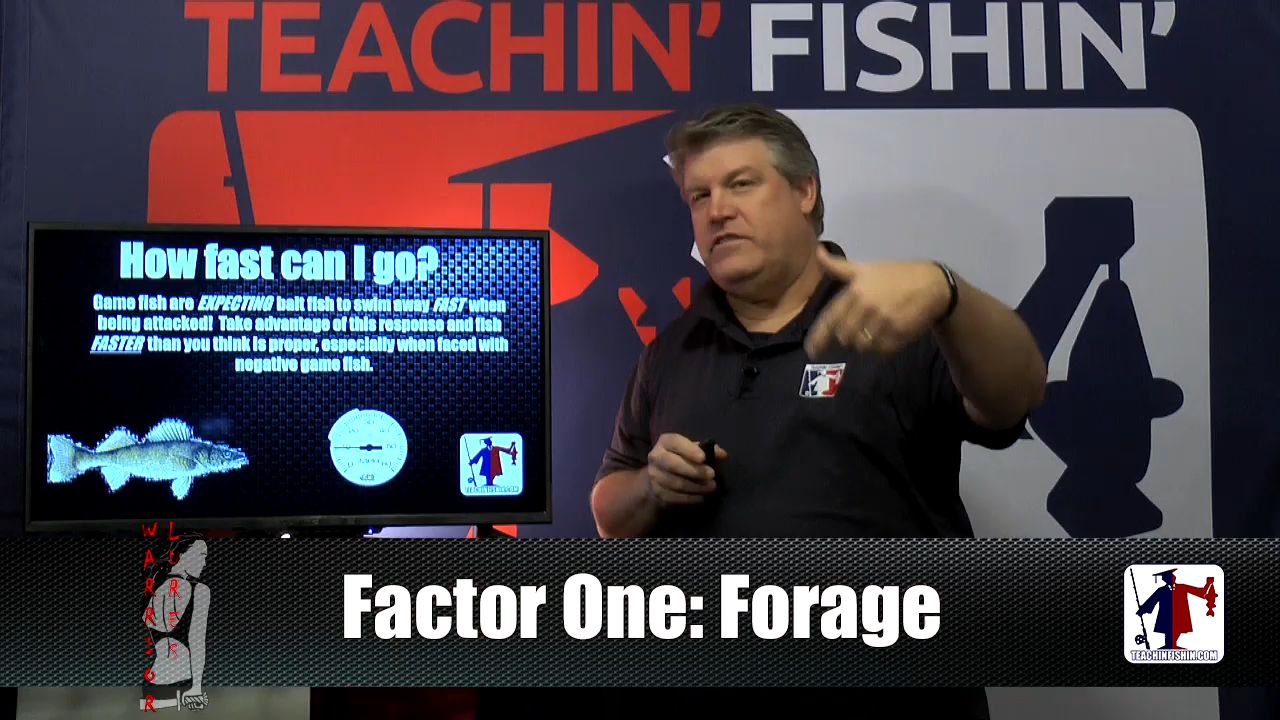 TEACHIN' FISHIN'
How fast can I go?
Game fish are EXPECTING bait fish to swim away FAST when
being attacked! Take advantage of this response and fish
FASTER than you think is proper, especially when faced with
negative game fish.
TEACHINFISHIN.COM
WARRIOR
LURES
Factor One: Forage
TEACHINFISHIN.COM